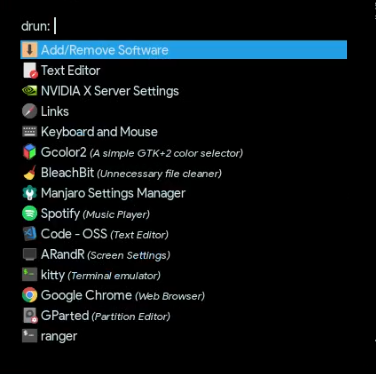 drun:
Add/Remove Software
Text Editor
NVIDIA X Server Settings
Links
Keyboard and Mouse
Gcolor2 (A simple GTK+2 color selector)
BleachBit (Unnecessary file cleaner)
Manjaro Settings Manager
Spotify (Music Player)
Code - OSS (Text Editor)
ARandR (Screen Settings)
kitty (Terminal emulator)
Google Chrome (Web Browser)
GParted (Partition Editor)
ranger